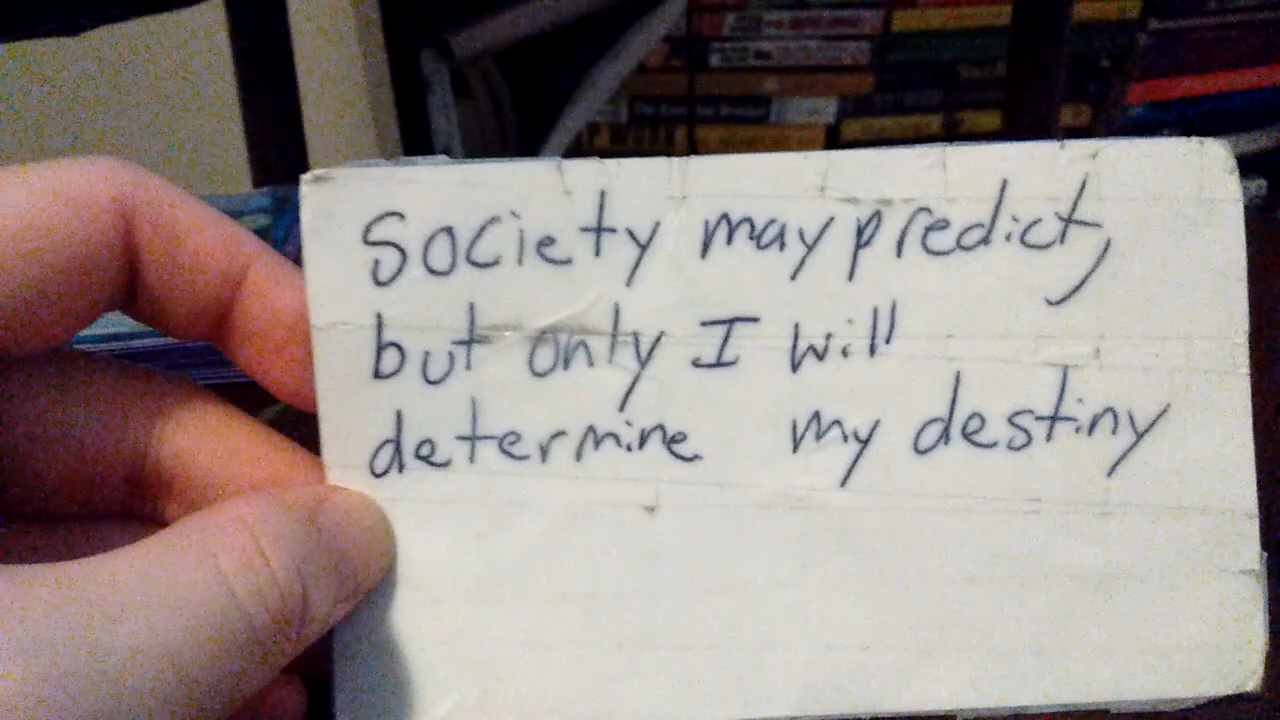 Society may predict,
but only I will
determine my destiny